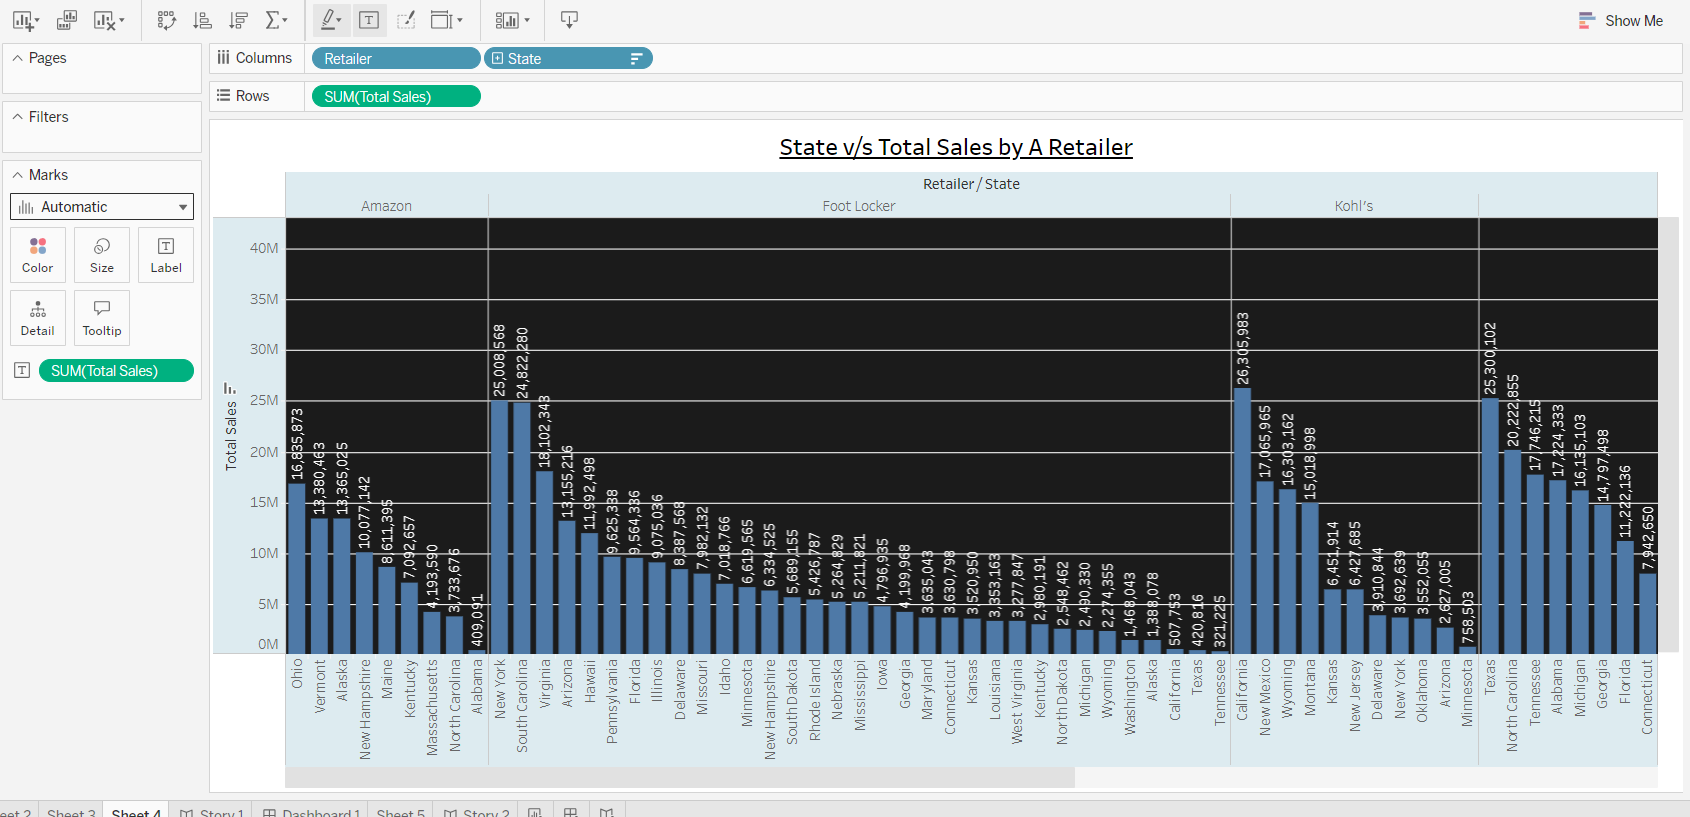 Show Me
Pages
Columns
Retailer
State
Filters
Rows
SUM(Total Sales)
Marks
Automatic
Color
Size
Label
Detail
Tooltip
SUM(Total Sales)
State v/s Total Sales by A Retailer
Retailer / State
Amazon
Foot Locker
Kohl's
Total Sales
40M
35M
30M
25M
20M
15M
10M
5M
0M
16,835,873
13,380,463
13,365,025
10,077,142
8,611,395
7,092,657
4,193,590
3,733,676
409,091
25,008,568
24,822,280
18,102,343
13,155,216
11,992,498
9,625,338
9,564,336
9,075,036
8,387,568
7,982,132
7,018,766
6,619,565
6,334,525
5,689,155
5,426,787
5,264,829
5,211,821
4,796,935
4,199,968
3,635,043
3,630,798
3,520,950
3,353,163
3,277,847
2,980,191
2,548,462
2,490,330
2,274,355
1,468,043
1,388,078
507,753
420,816
321,225
26,305,983
17,065,965
16,303,162
15,018,998
6,451,914
6,427,685
3,910,844
3,692,639
3,552,055
2,627,005
758,503
25,300,102
20,222,855
17,746,215
17,224,333
16,135,103
14,797,498
11,222,136
7,942,650
Ohio
Vermont
Alaska
New Hampshire
Maine
Kentucky
Massachusetts
North Carolina
Alabama
New York
South Carolina
Virginia
Arizona
Hawaii
Pennsylvania
Florida
Illinois
Delaware
Missouri
Idaho
Minnesota
New Hampshire
South Dakota
Rhode Island
Nebraska
Mississippi
Iowa
Georgia
Maryland
Connecticut
Kansas
Louisiana
West Virginia
Kentucky
North Dakota
Michigan
Wyoming
Washington
Alaska
California
Texas
Tennessee
California
New Mexico
Wyoming
Montana
Kansas
New Jersey
Delaware
New York
Oklahoma
Arizona
Minnesota
Texas
North Carolina
Tennessee
Alabama
Michigan
Georgia
Florida
Connecticut
eet 2 Sheet 3 Sheet 4 Story 1 Dashboard 1 Sheet 5 Story 2